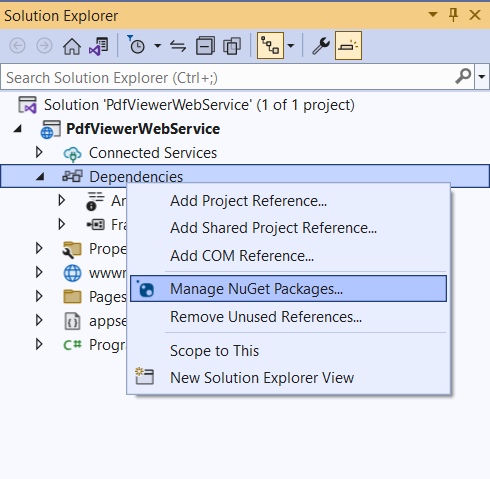 Solution Explorer
Search Solution Explorer (Ctrl+;)
Solution 'PdfViewerWebService' (1 of 1 project)
PdfViewerWebService
Connected Services
Dependencies
An
Fra
Prope
wwwr
Pages
appse
C# Progr
Add Project Reference...
Add Shared Project Reference...
Add COM Reference...
Manage NuGet Packages...
Remove Unused References...
Scope to This
New Solution Explorer View